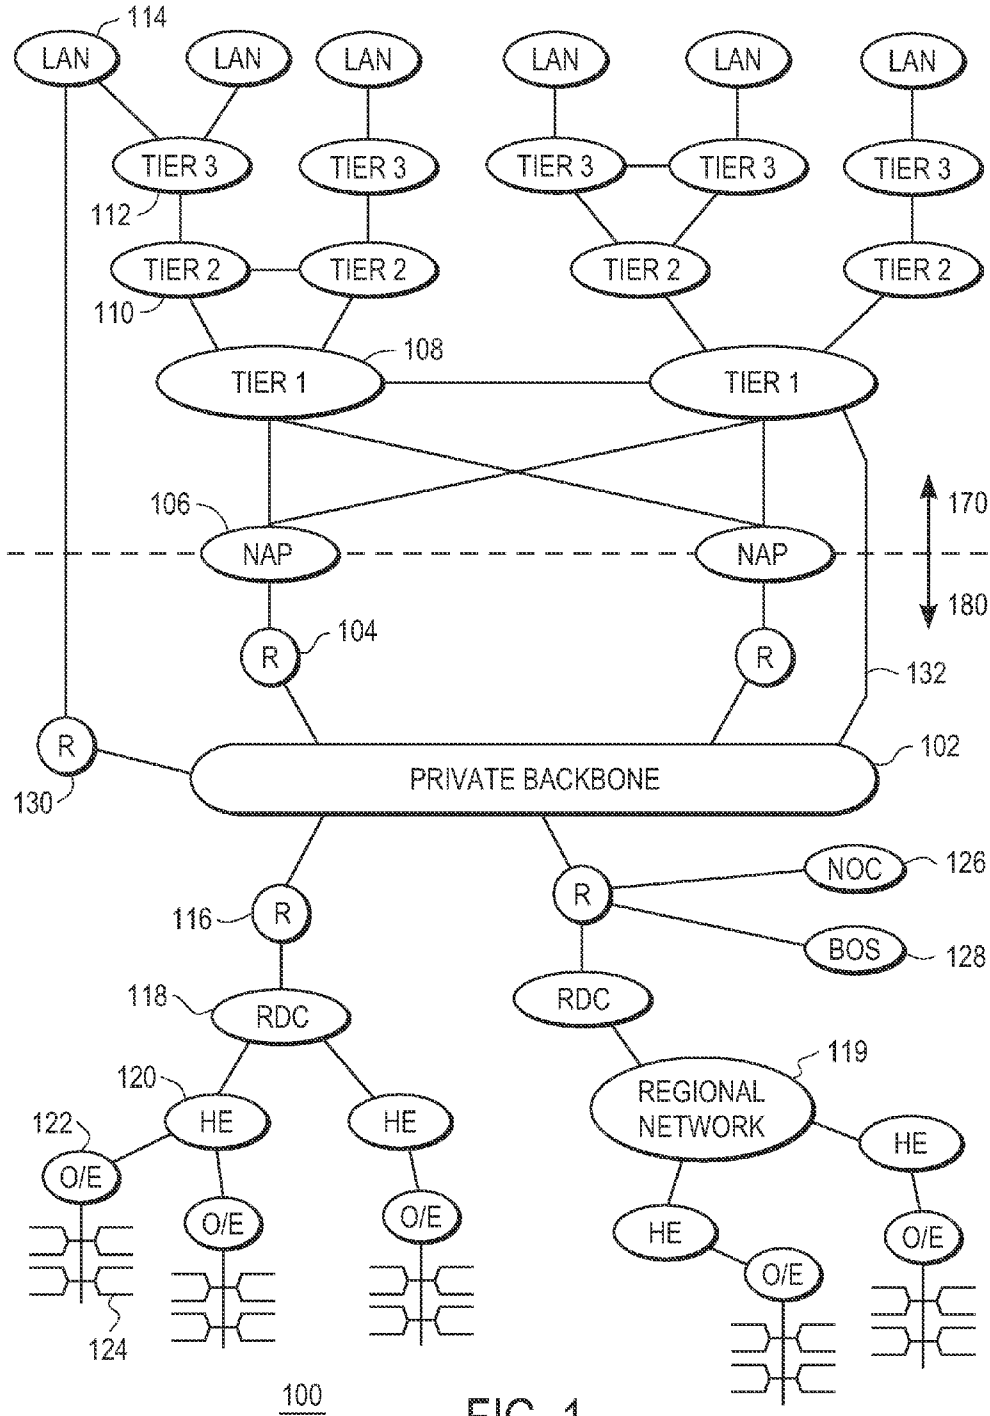 114
LAN LAN LAN LAN LAN LAN
TIER 3 TIER 3 TIER 3 TIER 3 TIER 3
112
TIER 2 TIER 2 TIER 2 TIER 2
110
108
TIER 1 TIER 1
106
170
NAP NAP
180
104
R R
132
R
102
PRIVATE BACKBONE
130
NOC 126
R
116 R
BOS 128
118
RDC
RDC
119
120
REGIONAL
NETWORK
122
HE HE
HE
O/E
O/E O/E
HE
O/E
O/E
124
100
FIG. 1